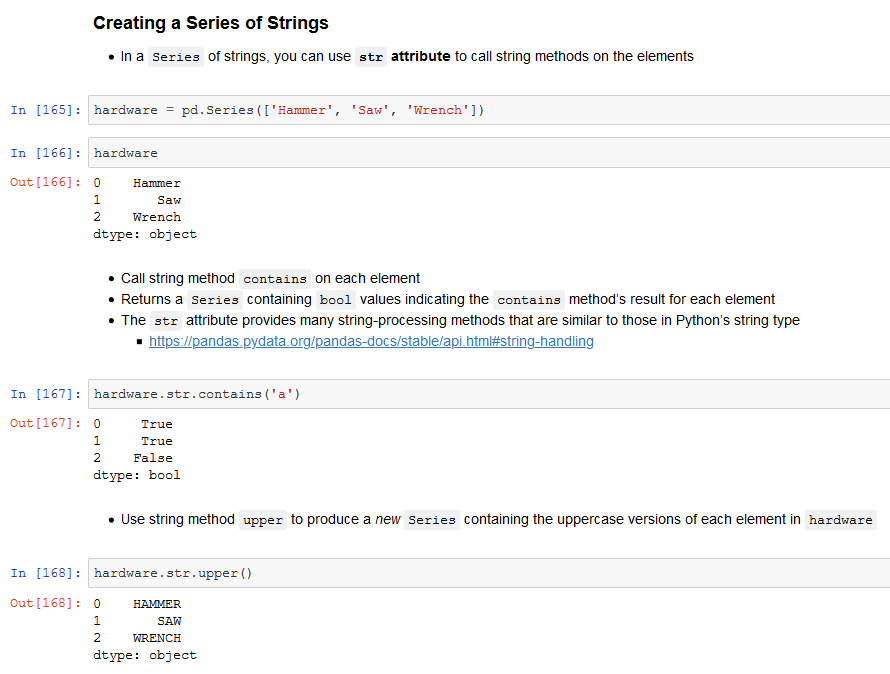 Creating a Series of Strings
• In a Series of strings, you can use str attribute to call string methods on the elements
In [165]: hardware = pd.Series(['Hammer', 'Saw', 'Wrench'])
In [166]: hardware
Out[166]: 0    Hammer
1       Saw
2    Wrench
dtype: object
• Call string method contains on each element
• Returns a Series containing bool values indicating the contains method’s result for each element
• The str attribute provides many string-processing methods that are similar to those in Python’s string type
▪ https://pandas.pydata.org/pandas-docs/stable/api.html#string-handling
In [167]: hardware.str.contains('a')
Out[167]: 0     True
1     True
2    False
dtype: bool
• Use string method upper to produce a new Series containing the uppercase versions of each element in hardware
In [168]: hardware.str.upper()
Out[168]: 0    HAMMER
1       SAW
2    WRENCH
dtype: object